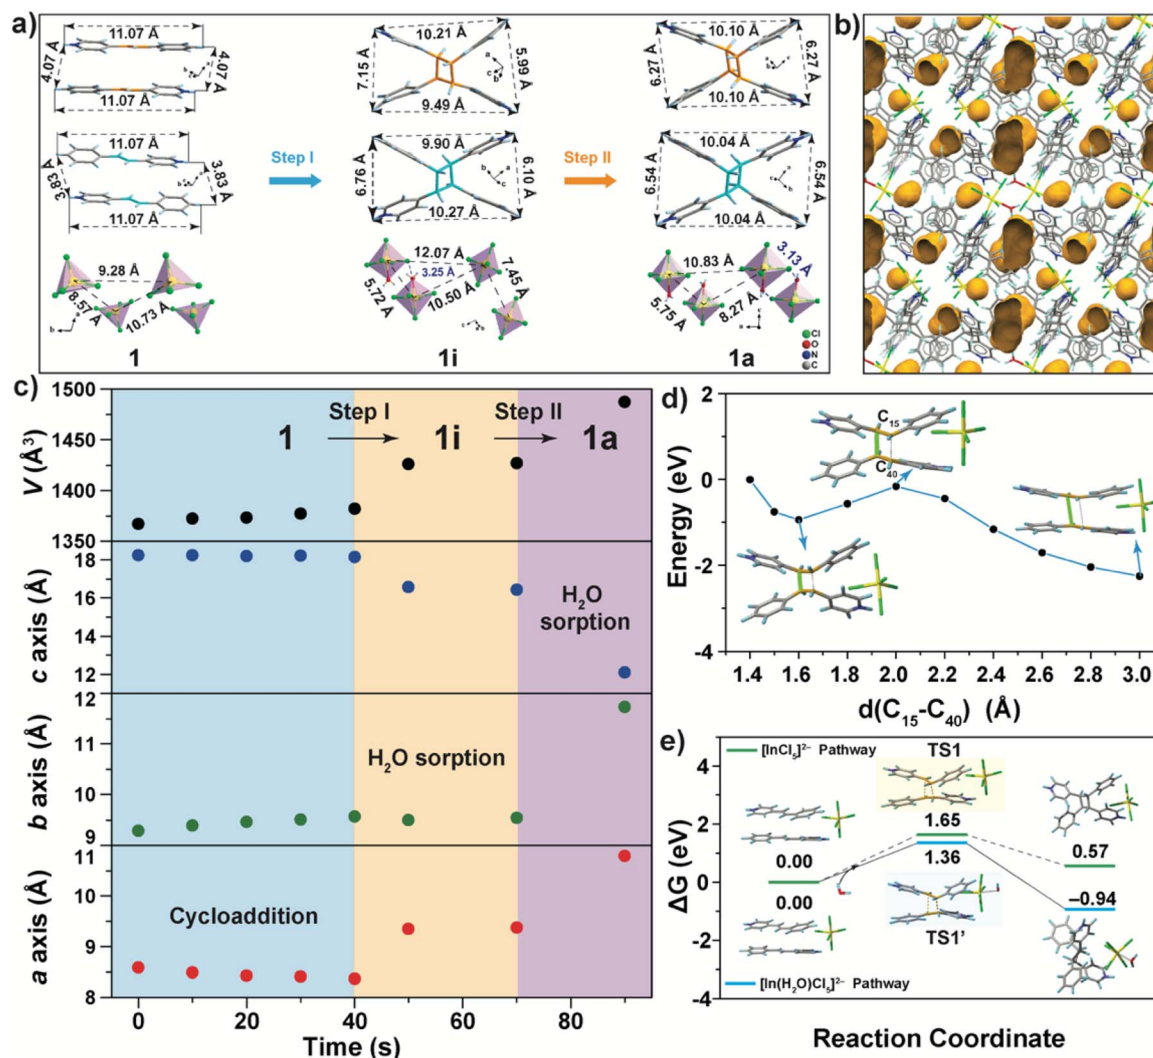 a)
11.07 Å
4.07 Å
4.07 Å
11.07 Å
11.07 Å
3.83 Å
3.83 Å
11.07 Å
9.28 Å
8.37 Å
10.73 Å
1
Step I
10.21 Å
7.15 Å
5.99 Å
9.49 Å
9.90 Å
6.76 Å
6.10 Å
10.27 Å
12.07 Å
3.25 Å
7.45 Å
5.72 Å
10.50 Å
1i
Step II
10.10 Å
6.27 Å
6.27 Å
10.10 Å
10.04 Å
6.54 Å
6.54 Å
10.04 Å
10.83 Å
3.13 Å
5.75 Å
8.27 Å
1a
Cl
O
N
C
b)
c)
V (Å³)
1500
1450
1400
1350
1
Step I
1i
Step II
1a
c axis (Å)
18
16
14
12
H₂O
sorption
b axis (Å)
12
11
10
9
H₂O sorption
a axis (Å)
11
10
9
8
Cycloaddition
0
20
40
60
80
Time (s)
d)
Energy (eV)
2
0
-2
-4
C₁₅
C₄₀
1.4
1.6
1.8
2.0
2.2
2.4
2.6
2.8
3.0
d(C₁₅-C₄₀) (Å)
e)
ΔG (eV)
4
2
0
-2
-4
[InCl₅]²⁻ Pathway
TS1
1.65
0.00
0.57
0.00
1.36
−0.94
TS1'
[In(H₂O)Cl₅]²⁻ Pathway
Reaction Coordinate